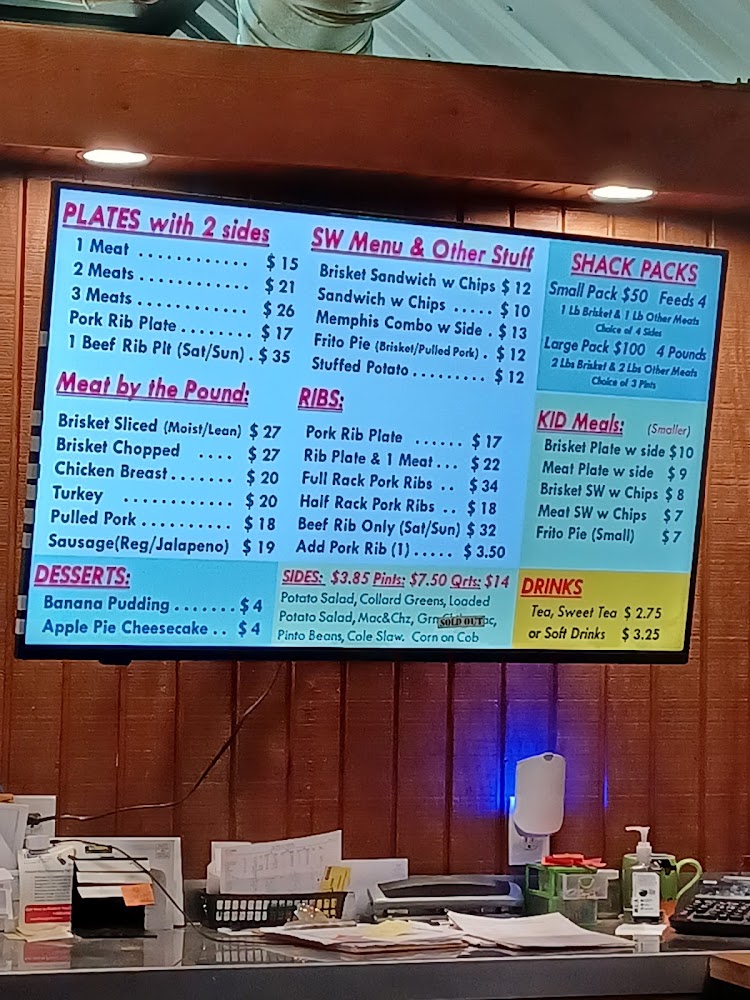 PLATES with 2 sides
1 Meat . . . . . . . . . . . . $ 15
2 Meats . . . . . . . . . . . . $ 21
3 Meats . . . . . . . . . . . . $ 26
Pork Rib Plate . . . . . . . . $ 17
1 Beef Rib Plt (Sat/Sun) . $ 35
Meat by the Pound:
Brisket Sliced (Moist/Lean) $ 27
Brisket Chopped . . . . $ 27
Chicken Breast . . . . . . . $ 20
Turkey . . . . . . . . . . . . $ 20
Pulled Pork . . . . . . . . . . $ 18
Sausage(Reg/Jalapeno) $ 19
DESSERTS:
Banana Pudding . . . . . . . $ 4
Apple Pie Cheesecake . . $ 4
SW Menu & Other Stuff
Brisket Sandwich w Chips $ 12
Sandwich w Chips . . . . . $ 10
Memphis Combo w Side . $ 13
Frito Pie (Brisket/Pulled Pork) . $ 12
Stuffed Potato . . . . . . . . . $ 12
RIBS:
Pork Rib Plate . . . . . . $ 17
Rib Plate & 1 Meat . . . $ 22
Full Rack Pork Ribs . . $ 34
Half Rack Pork Ribs . . $ 18
Beef Rib Only (Sat/Sun) $ 32
Add Pork Rib (1) . . . . . $ 3.50
SIDES: $3.85 Pints: $7.50 Qrts: $14
Potato Salad, Collard Greens, Loaded
Potato Salad, Mac&Chz, Grn SOLD OUT
Pinto Beans, Cole Slaw. Corn on Cob
SHACK PACKS
Small Pack $50 Feeds 4
1 Lb Brisket & 1 Lb Other Meats
Choice of 4 Sides
Large Pack $100 4 Pounds
2 Lbs Brisket & 2 Lbs Other Meats
Choice of 3 Pints
KID Meals: (Smaller)
Brisket Plate w side $10
Meat Plate w side $ 9
Brisket SW w Chips $ 8
Meat SW w Chips $ 7
Frito Pie (Small) $ 7
DRINKS
Tea, Sweet Tea $ 2.75
or Soft Drinks $ 3.25